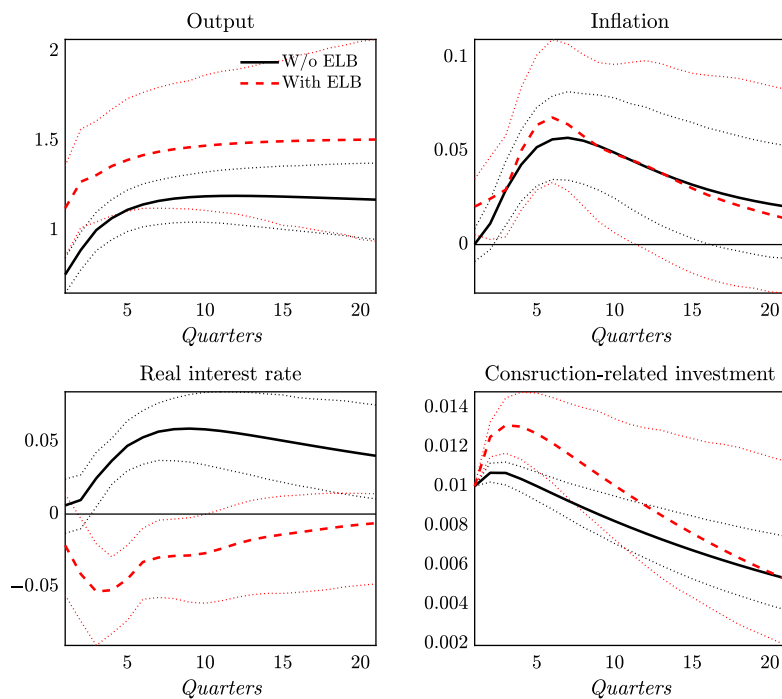 Output
2
1.5
1
W/o ELB
With ELB
5 10 15 20
Quarters
Inflation
0.1
0.05
0
5 10 15 20
Quarters
Real interest rate
0.05
0
−0.05
5 10 15 20
Quarters
Consruction-related investment
0.014
0.012
0.01
0.008
0.006
0.004
0.002
5 10 15 20
Quarters